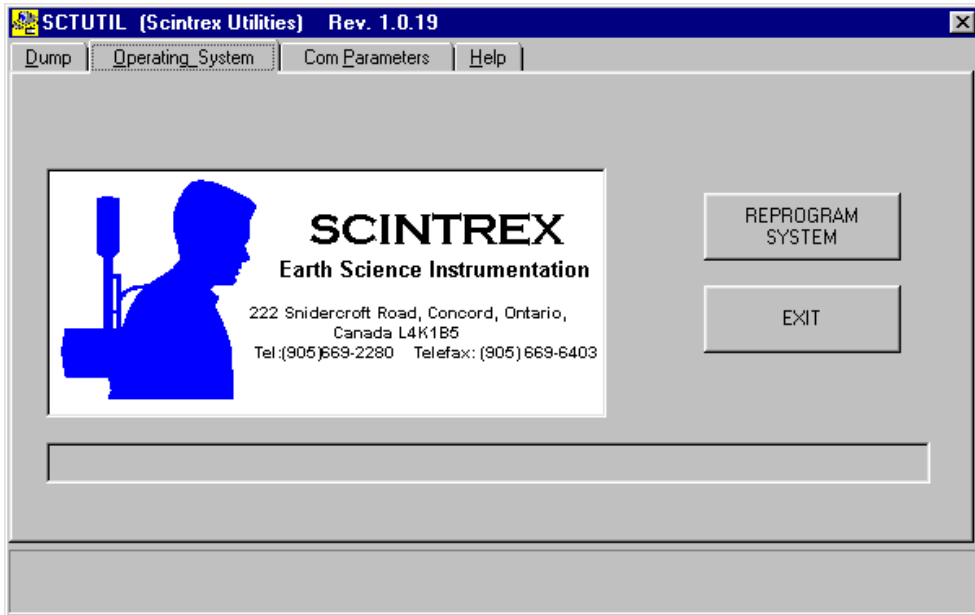 SCTUTIL (Scintrex Utilities) Rev. 1.0.19
Dump Operating_System Com Parameters Help
SCINTREX
Earth Science Instrumentation
222 Snidercroft Road, Concord, Ontario,
Canada L4K1B5
Tel:(905)669-2280 Telefax: (905) 669-6403
REPROGRAM
SYSTEM
EXIT